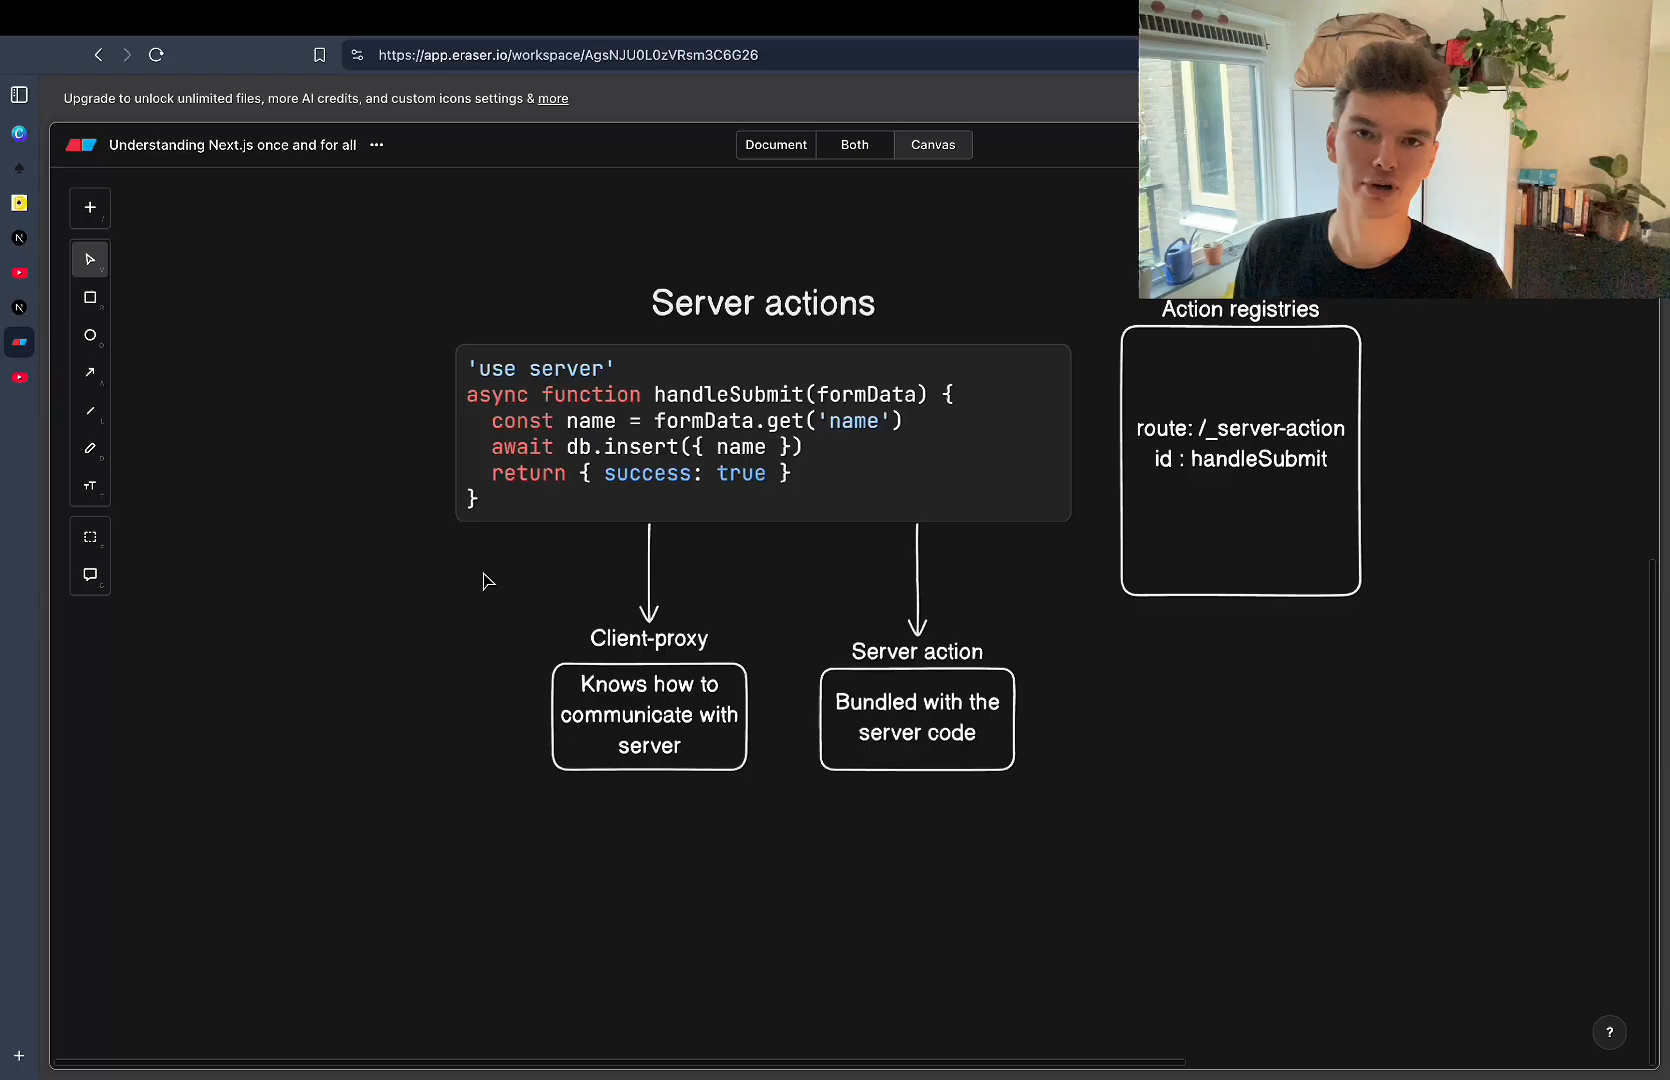 https://app.eraser.io/workspace/AgsNJU0L0zVRsm3C6G26
Upgrade to unlock unlimited files, more AI credits, and custom icons settings & more
Understanding Next.js once and for all
Document
Both
Canvas
Server actions
'use server'
async function handleSubmit(formData) {
const name = formData.get('name')
await db.insert({ name })
return { success: true }
}
Client-proxy
Knows how to
communicate with
server
Server action
Bundled with the
server code
Action registries
route: /_server-action
id : handleSubmit